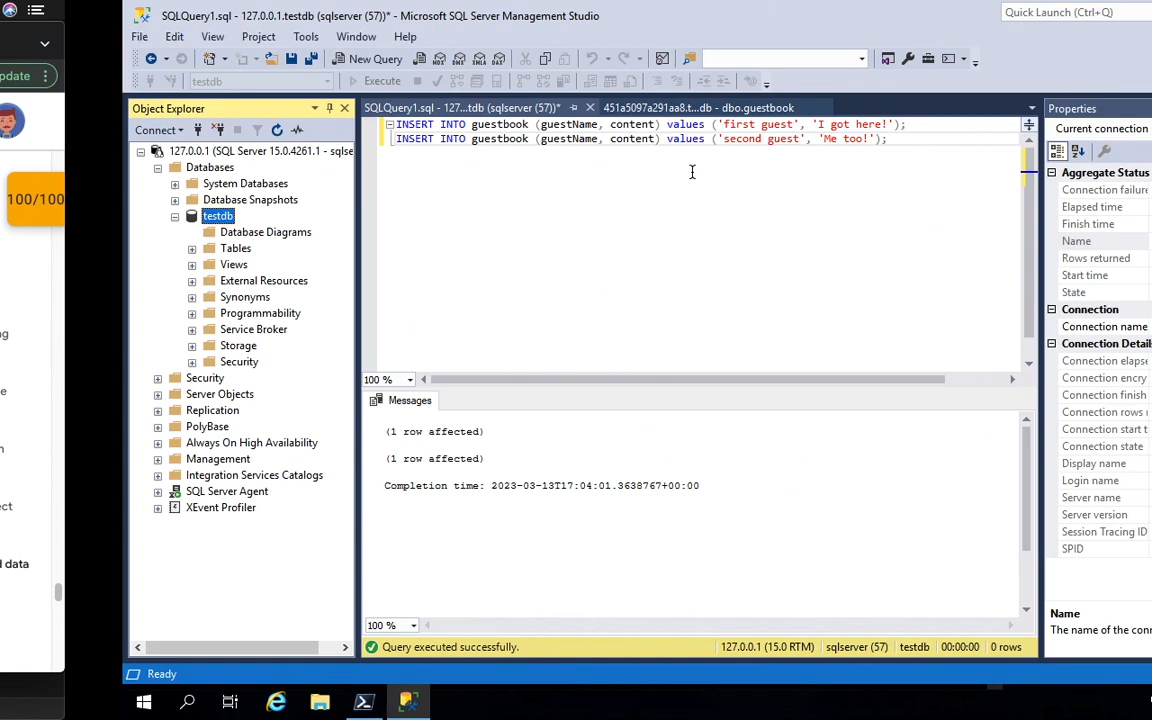 SQLQuery1.sql - 127.0.0.1.testdb (sqlserver (57))* - Microsoft SQL Server Management Studio
Quick Launch (Ctrl+Q)
File Edit View Project Tools Window Help
New Query
MDX DMX XMLA DAX
testdb
Execute
Object Explorer
Connect
127.0.0.1 (SQL Server 15.0.4261.1 - sqlse
Databases
System Databases
Database Snapshots
testdb
Database Diagrams
Tables
Views
External Resources
Synonyms
Programmability
Service Broker
Storage
Security
Security
Server Objects
Replication
PolyBase
Always On High Availability
Management
Integration Services Catalogs
SQL Server Agent
XEvent Profiler
SQLQuery1.sql - 127...tdb (sqlserver (57))*
451a5097a291aa8.t...db - dbo.guestbook
INSERT INTO guestbook (guestName, content) values ('first guest', 'I got here!');
INSERT INTO guestbook (guestName, content) values ('second guest', 'Me too!');
100 %
Messages
(1 row affected)
(1 row affected)
Completion time: 2023-03-13T17:04:01.3638767+00:00
100 %
Query executed successfully.
127.0.0.1 (15.0 RTM)
sqlserver (57)
testdb
00:00:00
0 rows
Properties
Current connection
Aggregate Status
Connection failure
Elapsed time
Finish time
Name
Rows returned
Start time
State
Connection
Connection name
Connection Details
Connection elapse
Connection encry
Connection finish
Connection rows r
Connection start t
Connection state
Display name
Login name
Server name
Server version
Session Tracing ID
SPID
Name
The name of the conn
Ready
pdate
100/100
ng
e
n
ect
d data